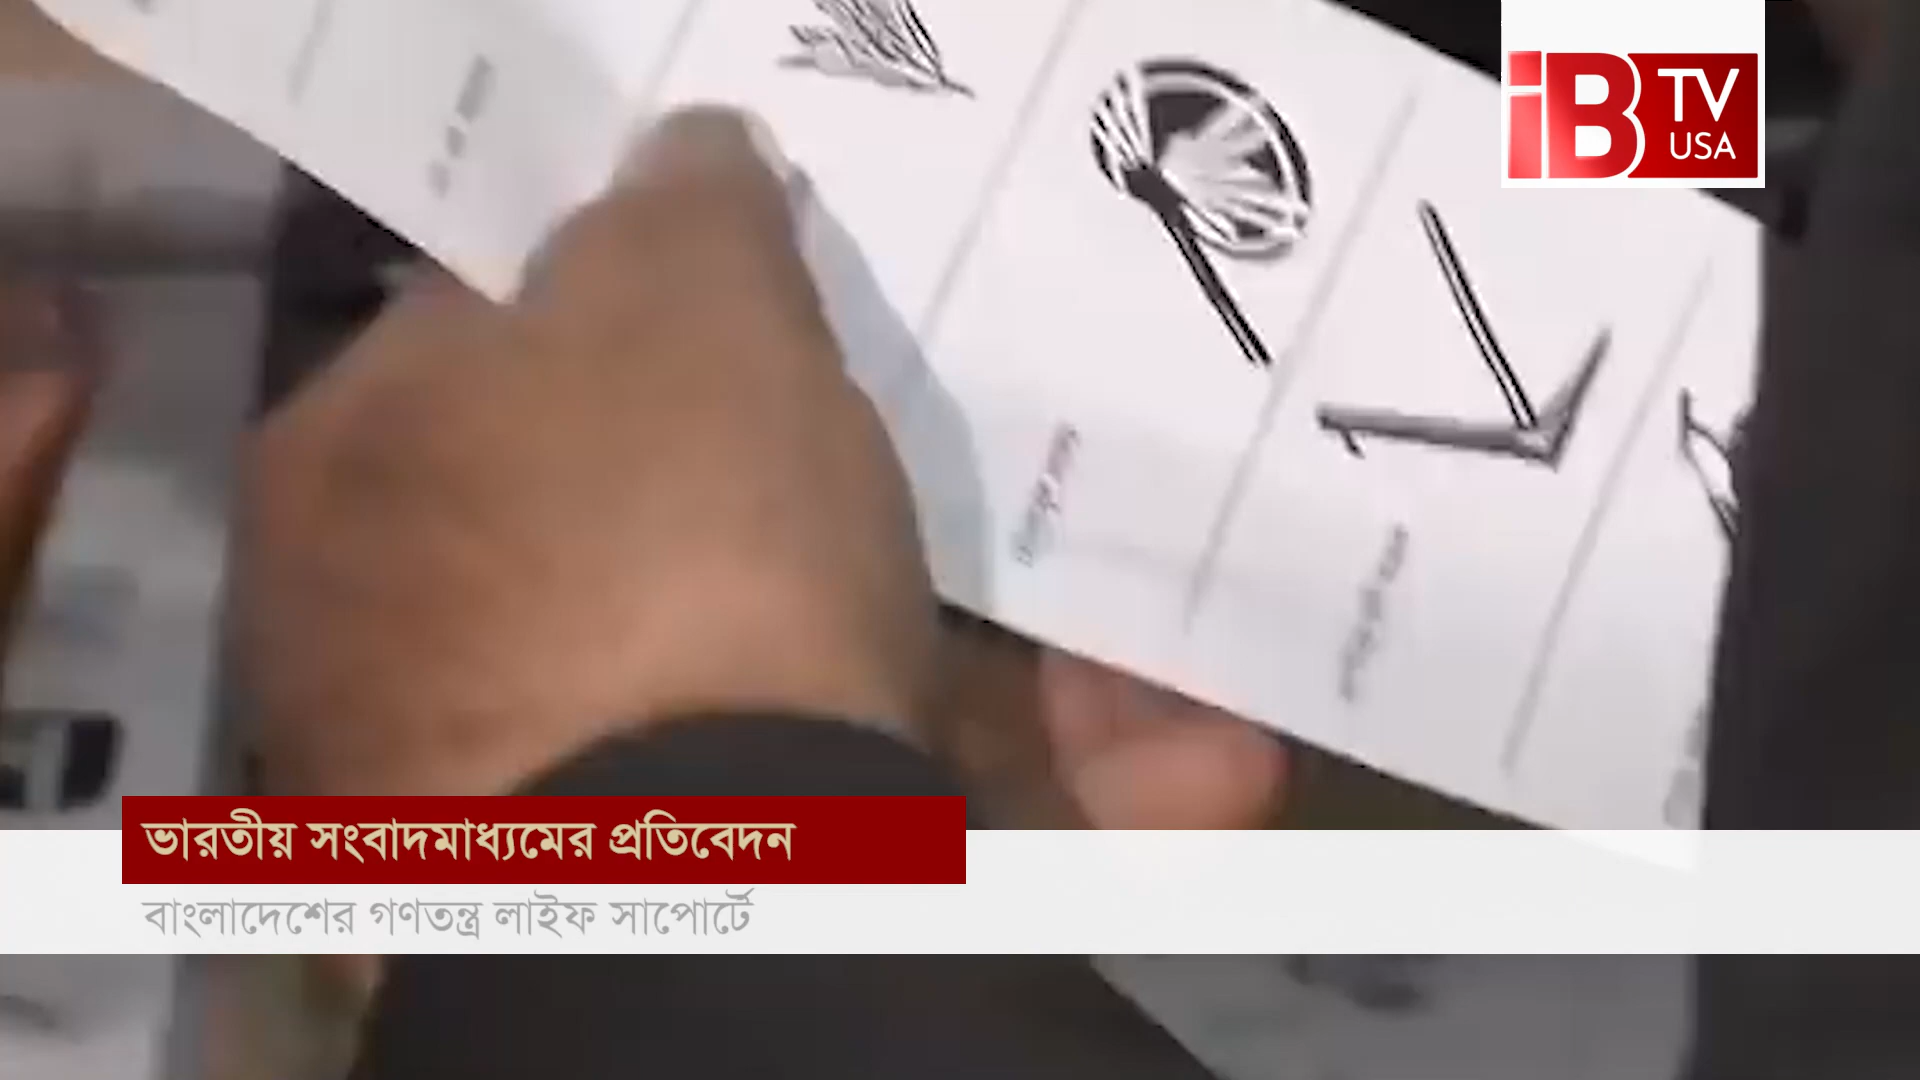 iB TV USA
ভারতীয় সংবাদমাধ্যমের প্রতিবেদন
বাংলাদেশের গণতন্ত্র লাইফ সাপোর্টে